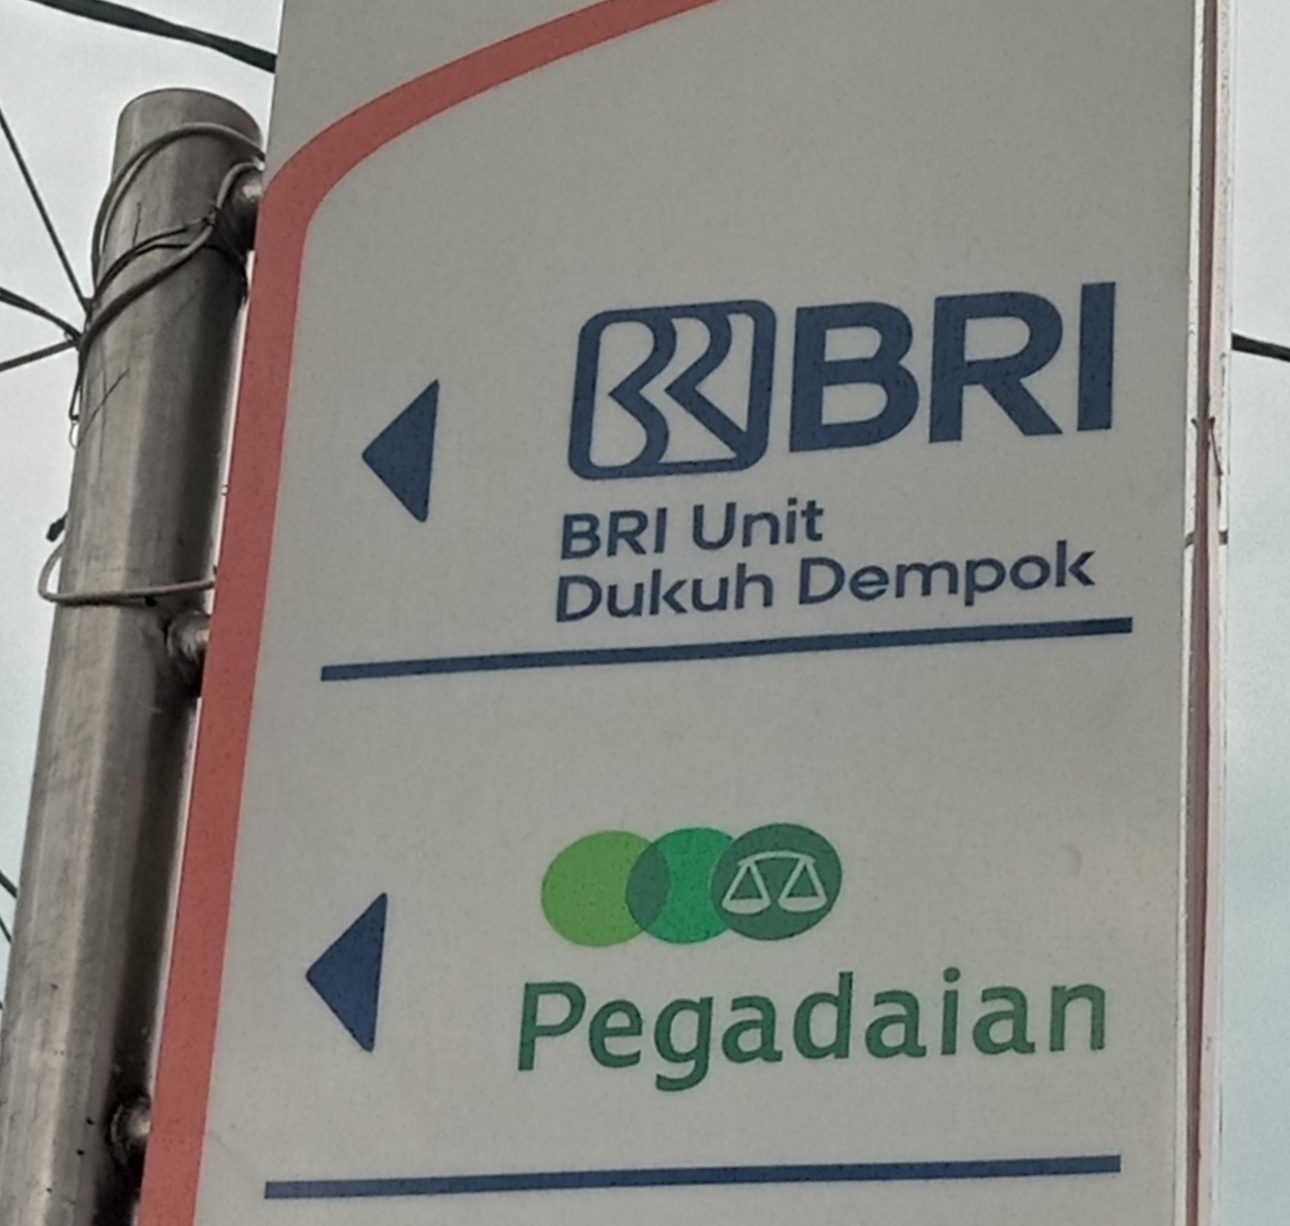 BRI
BRI Unit
Dukuh Dempok
Pegadaian